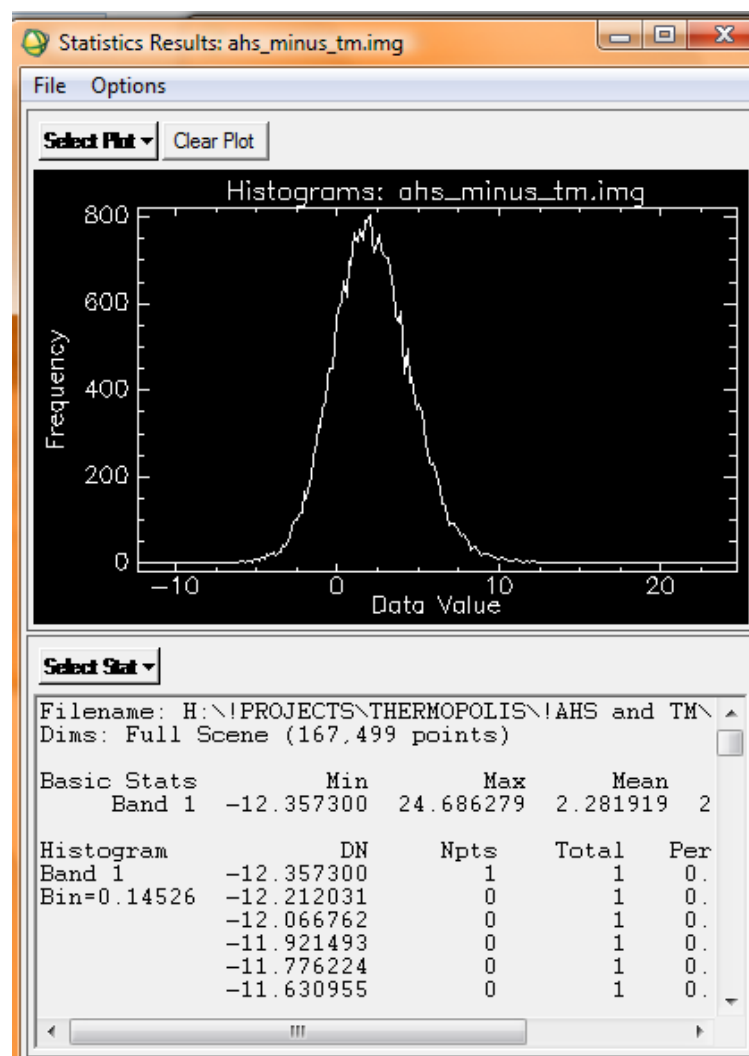 Statistics Results: ahs_minus_tm.img
File Options
Select Plot Clear Plot
Histograms: ahs_minus_tm.img
800
600
400
200
0
Frequency
-10 0 10 20
Data Value
Select Stat
Filename: H:\!PROJECTS\THERMOPOLIS\!AHS and TM\
Dims: Full Scene (167,499 points)
Basic Stats Min Max Mean
Band 1 -12.357300 24.686279 2.281919 2
Histogram DN Npts Total Per
Band 1 -12.357300 1 1 0.
Bin=0.14526 -12.212031 0 1 0.
-12.066762 0 1 0.
-11.921493 0 1 0.
-11.776224 0 1 0.
-11.630955 0 1 0.